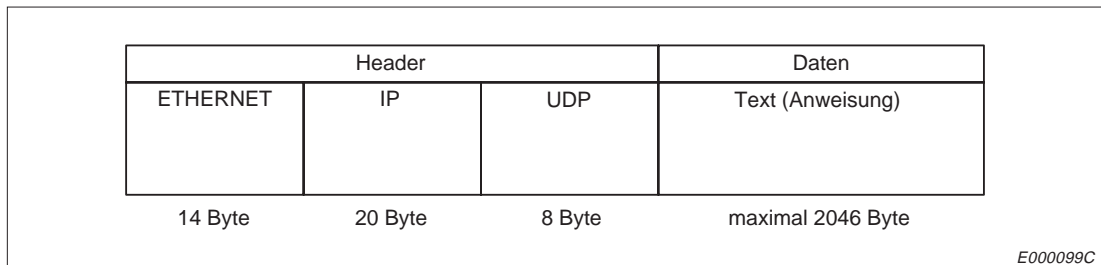 Header Daten
ETHERNET IP UDP Text (Anweisung)
14 Byte 20 Byte 8 Byte maximal 2046 Byte
E000099C